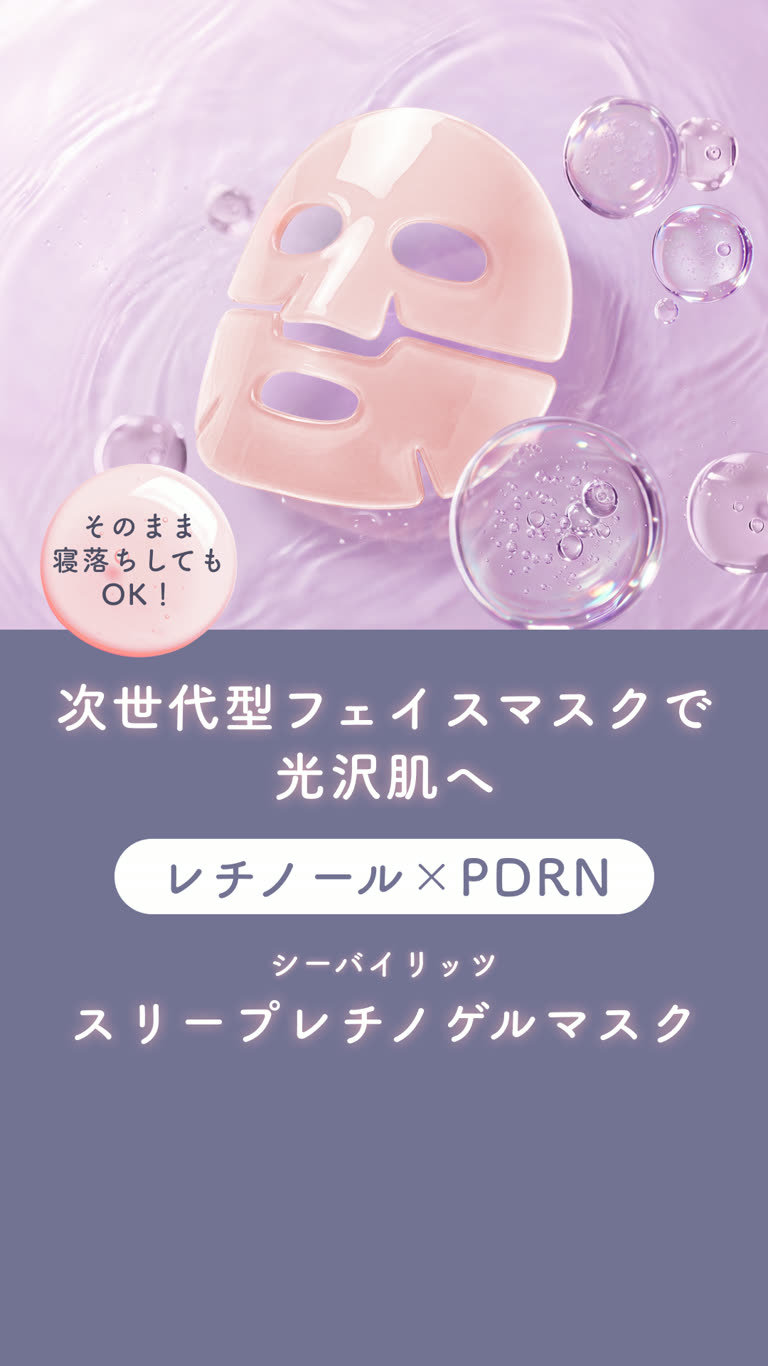 そのまま
寝落ちしても
OK！
次世代型フェイスマスクで
光沢肌へ
レチノール×PDRN
シーバイリッツ
スリープレチノゲルマスク